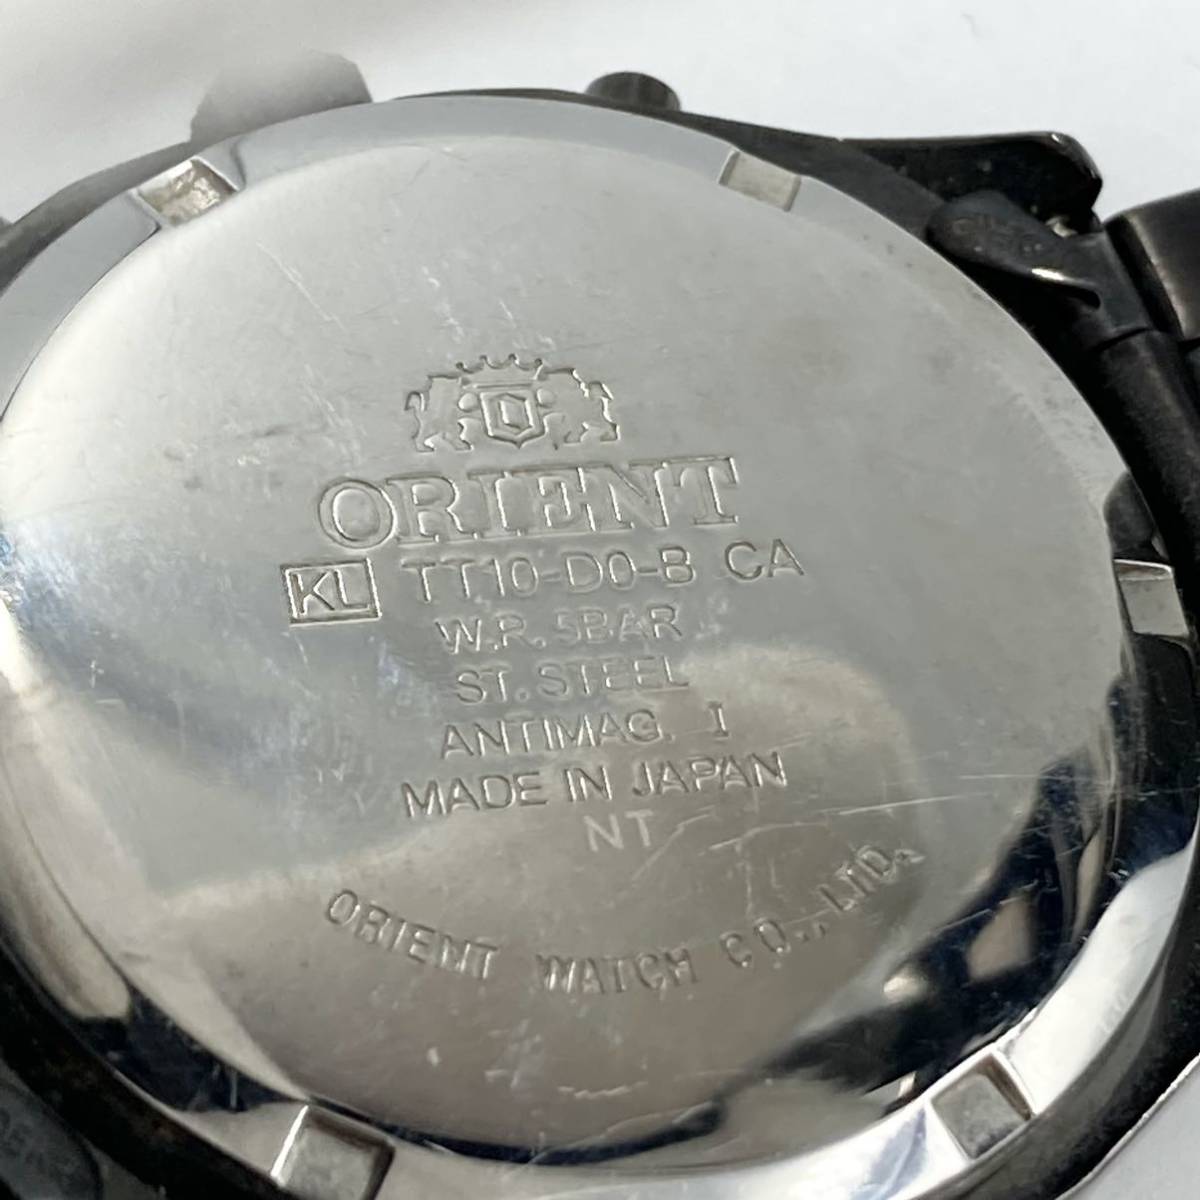 ORIENT
KL TT10-D0-B CA
W.R. 5BAR
ST. STEEL
ANTIMAG. I
MADE IN JAPAN
NT
ORIENT WATCH CO., LTD.